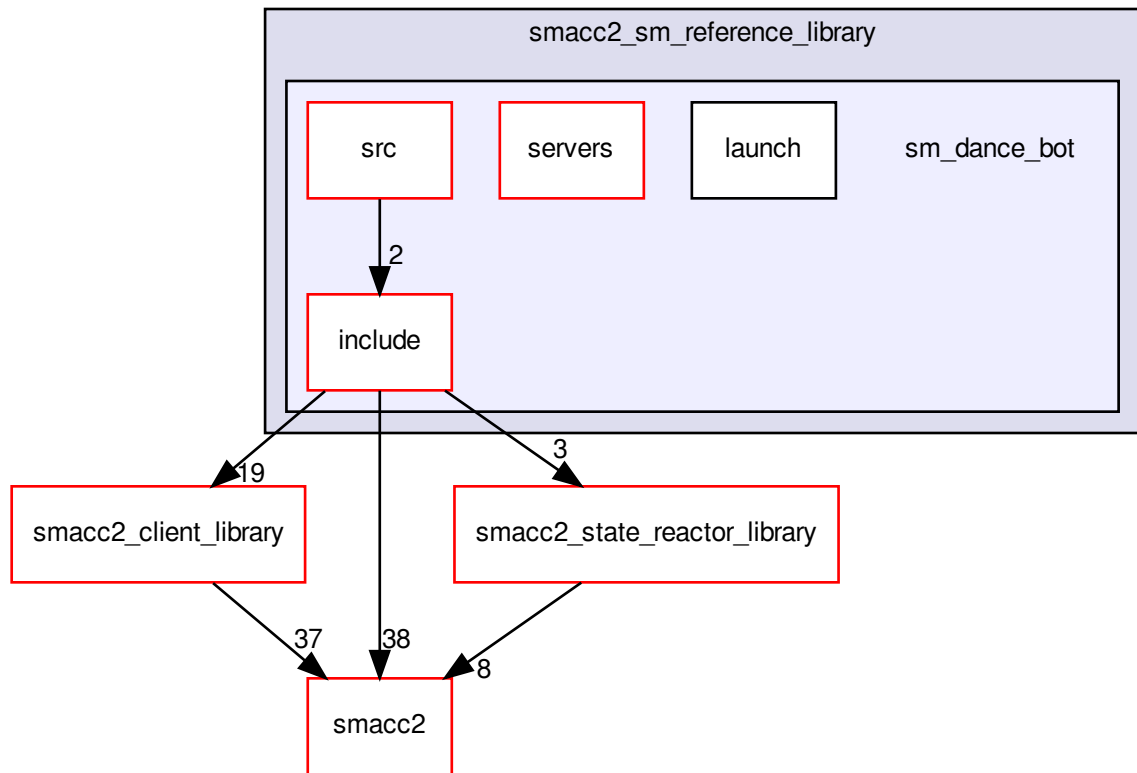 smacc2_sm_reference_library
src
servers
launch
sm_dance_bot
2
include
19
3
smacc2_client_library
smacc2_state_reactor_library
37
38
8
smacc2